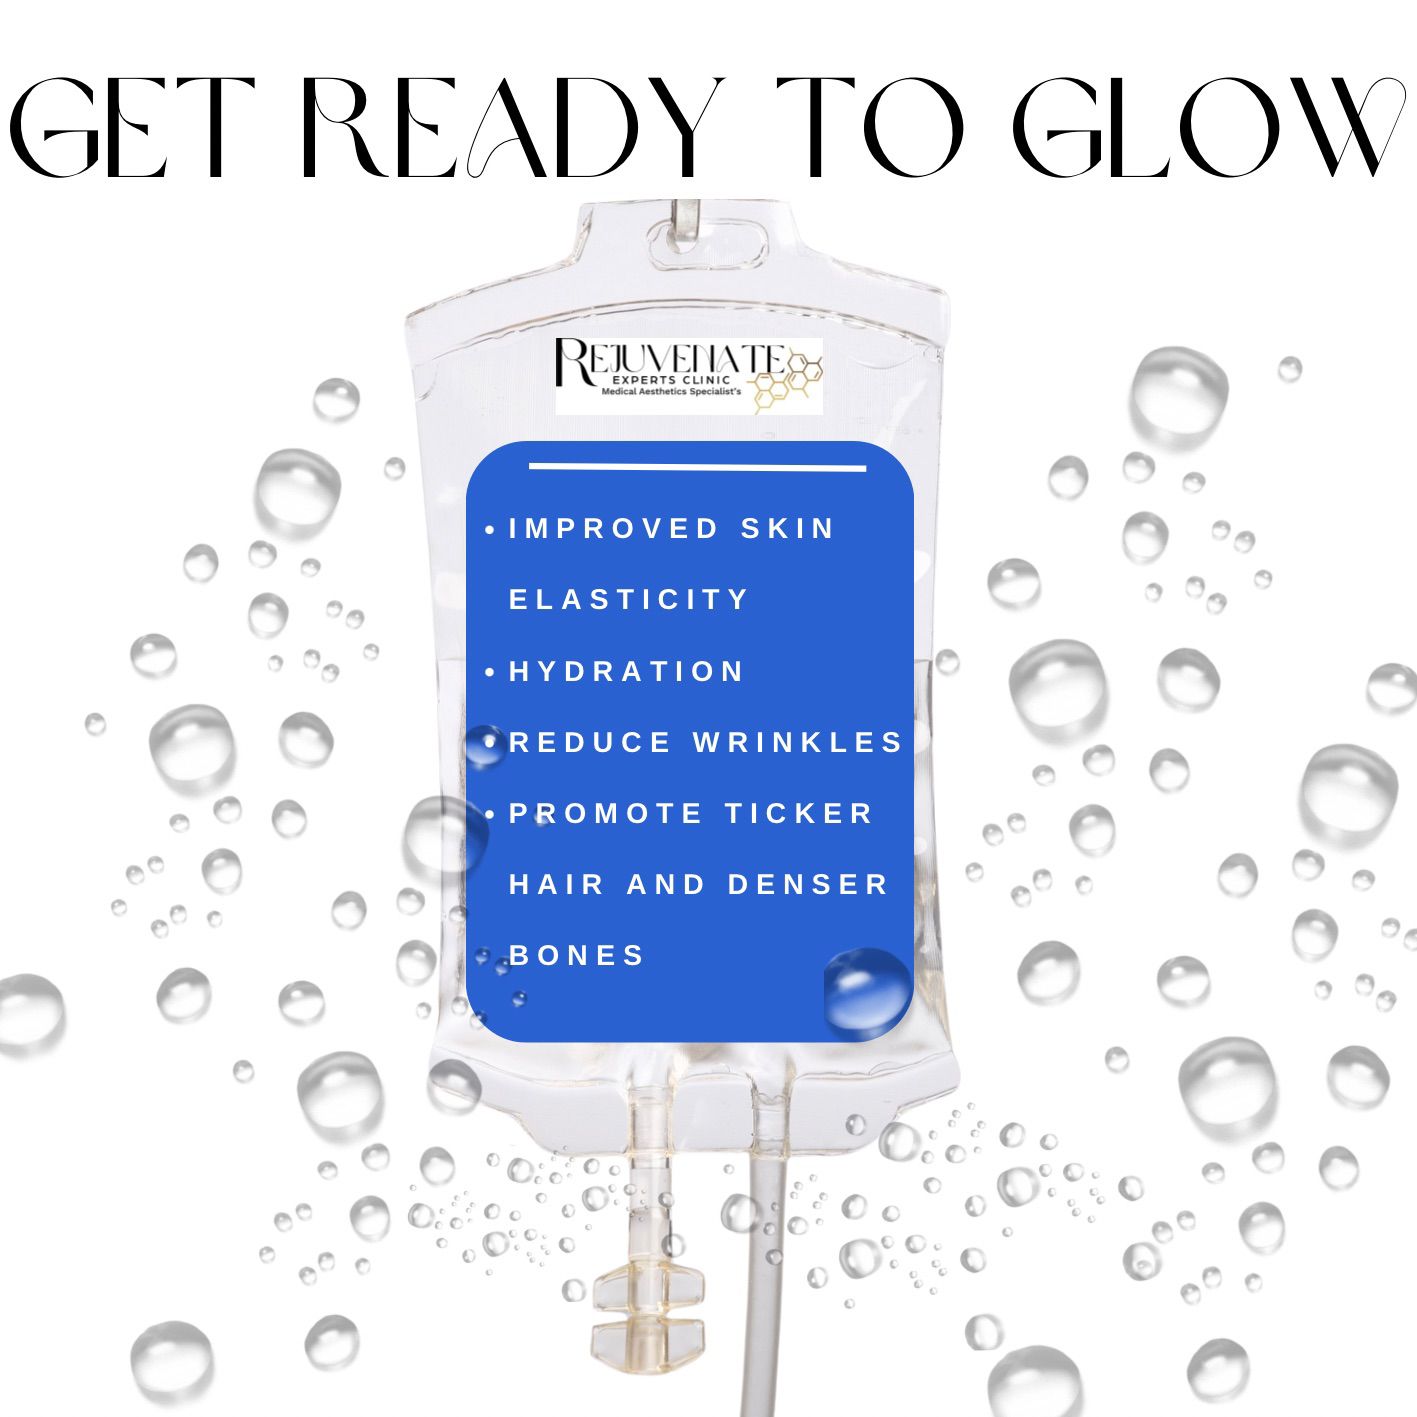 GET READY TO GLOW
REJUVENATE
EXPERTS CLINIC
Medical Aesthetics Specialist's
• IMPROVED SKIN
ELASTICITY
• HYDRATION
• REDUCE WRINKLES
• PROMOTE TICKER
HAIR AND DENSER
BONES